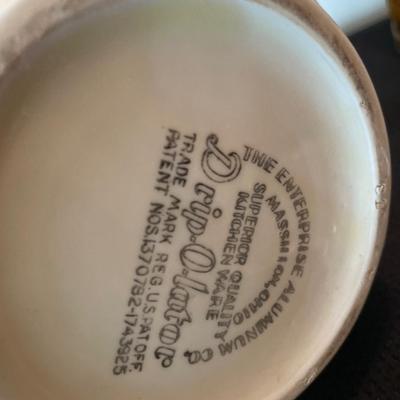 THE ENTERPRISE ALUMINUM CO.
MASSILLON, OHIO
SUPERIOR QUALITY
KITCHEN WARE
Drip-O-lator
TRADE MARK REG. U.S. PAT. OFF.
PATENT NOS. 1370782-1743925